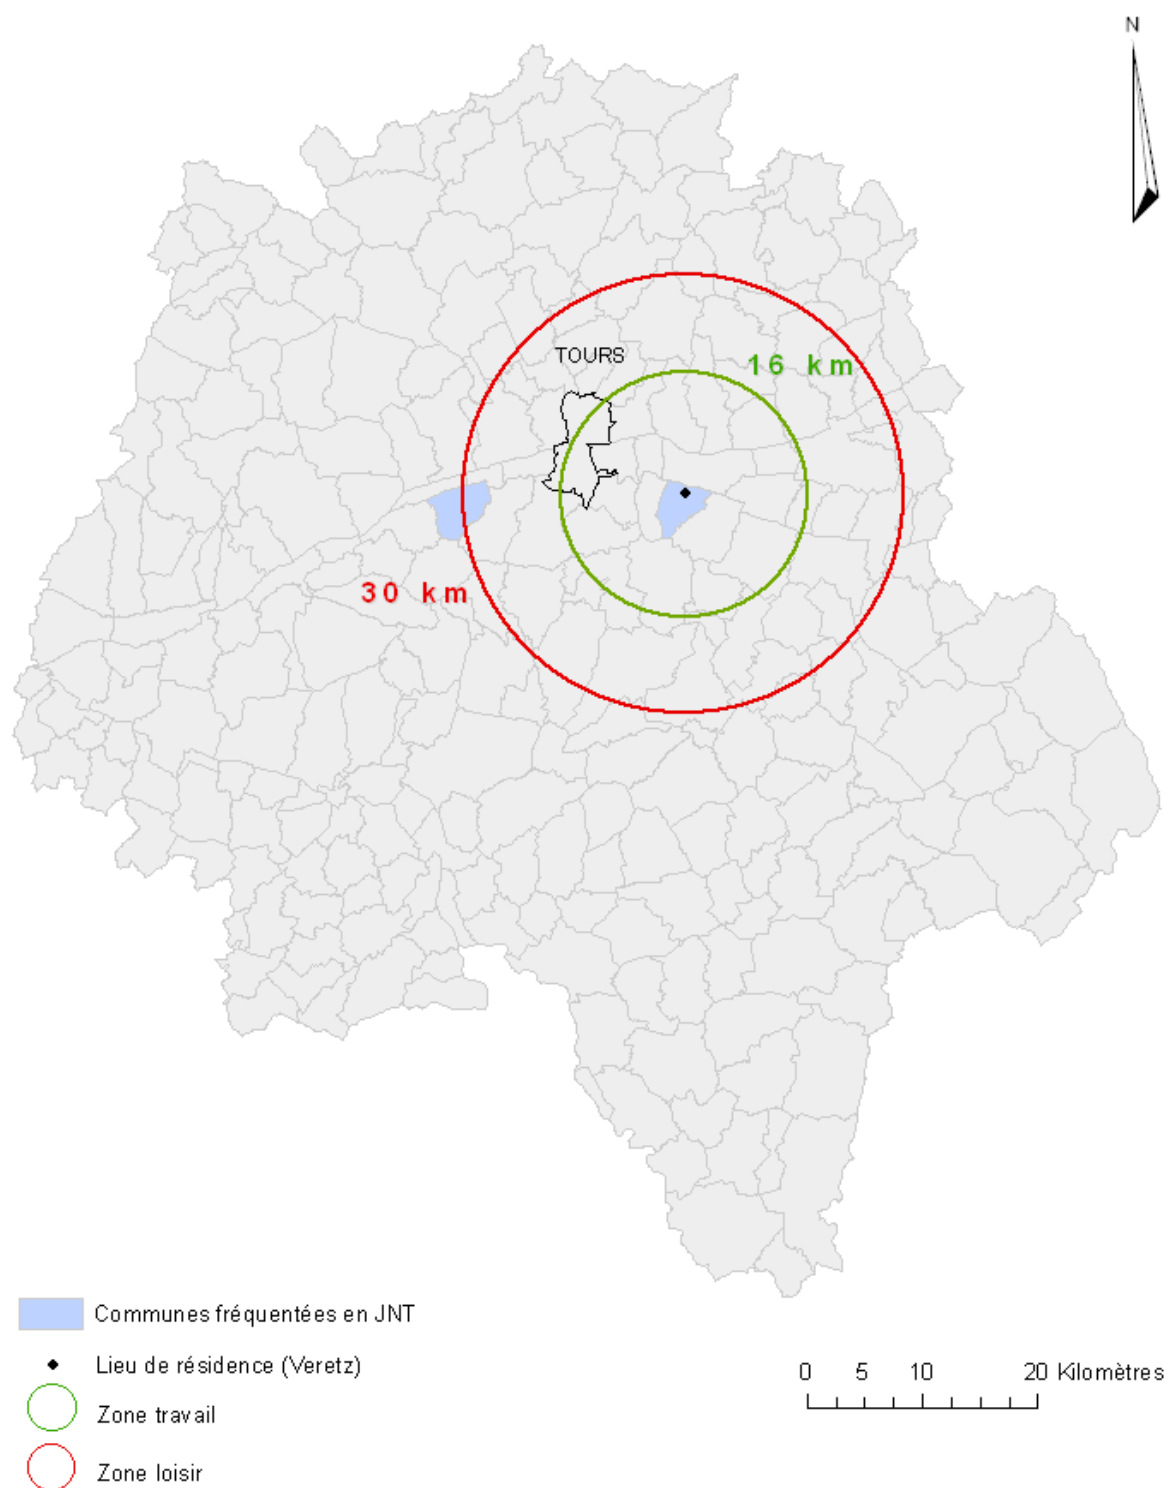 N
TOURS
16 km
30 km
Communes fréquentées en JNT
Lieu de résidence (Veretz)
Zone travail
Zone loisir
0 5 10 20 Kilomètres